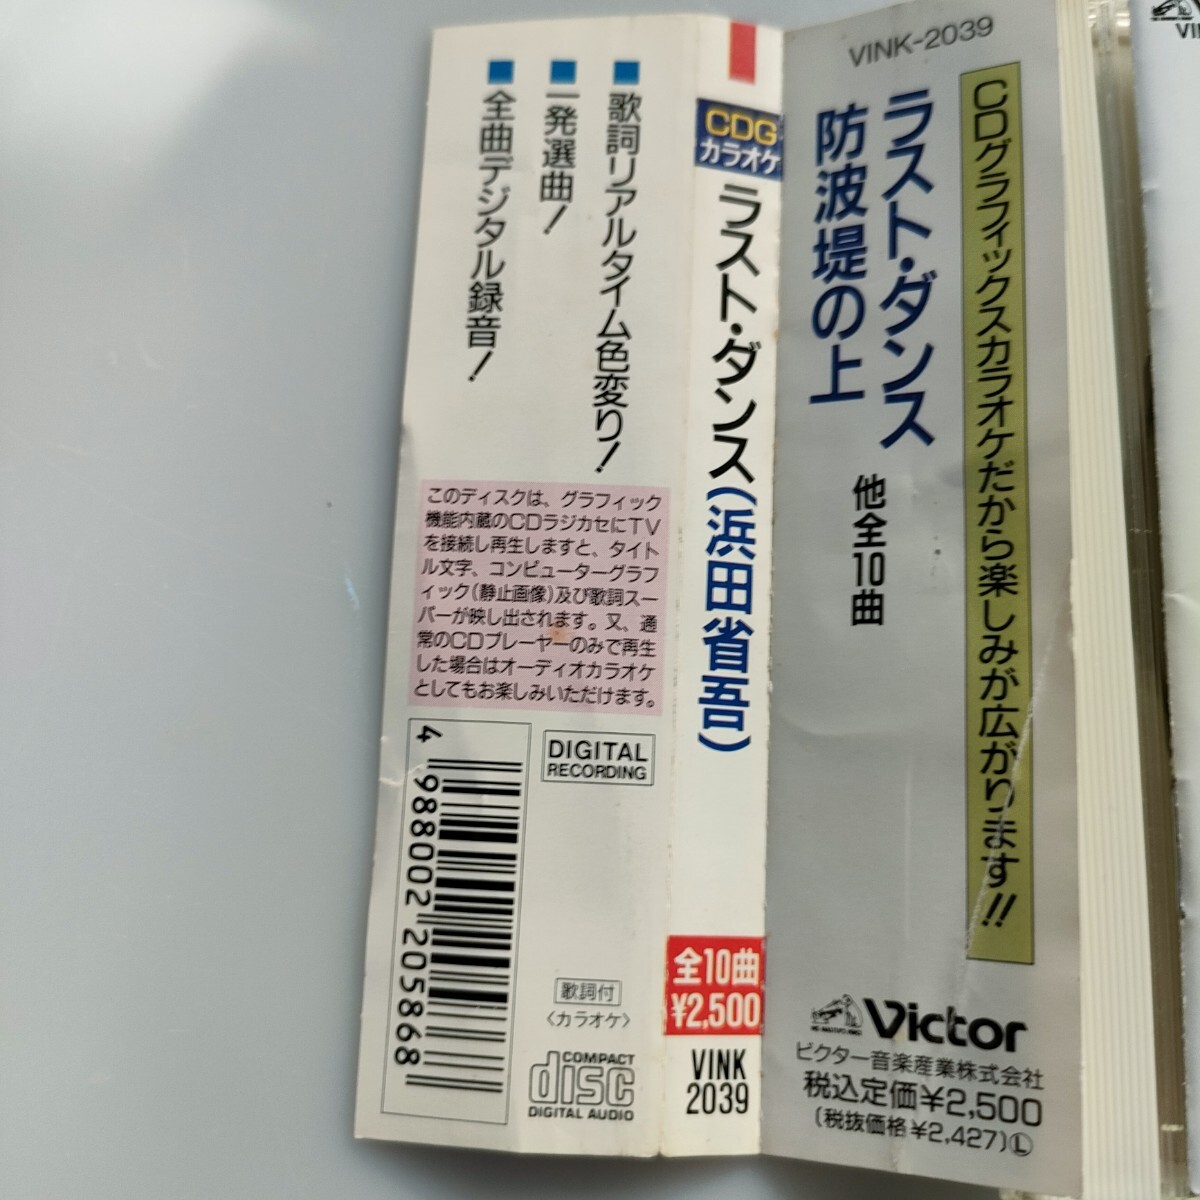 VINK-2039
CDグラフィックスカラオケだから楽しみが広がります!!
ラスト・ダンス
防波堤の上
他全10曲
Victor
ビクター音楽産業株式会社
税込定価¥2,500
(税抜価格¥2,427)Ⓛ
CDG
カラオケ
ラスト・ダンス(浜田省吾)
全10曲
¥2,500
VINK
2039
■歌詞リアルタイム色変り!
■一発選曲!
■全曲デジタル録音!
このディスクは、グラフィック
機能内蔵のCDラジカセにTV
を接続し再生しますと、タイト
ル文字、コンピューターグラフ
ィック(静止画像)及び歌詞スー
パーが映し出されます。又、通
常のCDプレーヤーのみで再生
した場合はオーディオカラオケ
としてもお楽しみいただけます。
DIGITAL
RECORDING
4 988002 205868
歌詞付
〈カラオケ〉
COMPACT
disc
DIGITAL AUDIO